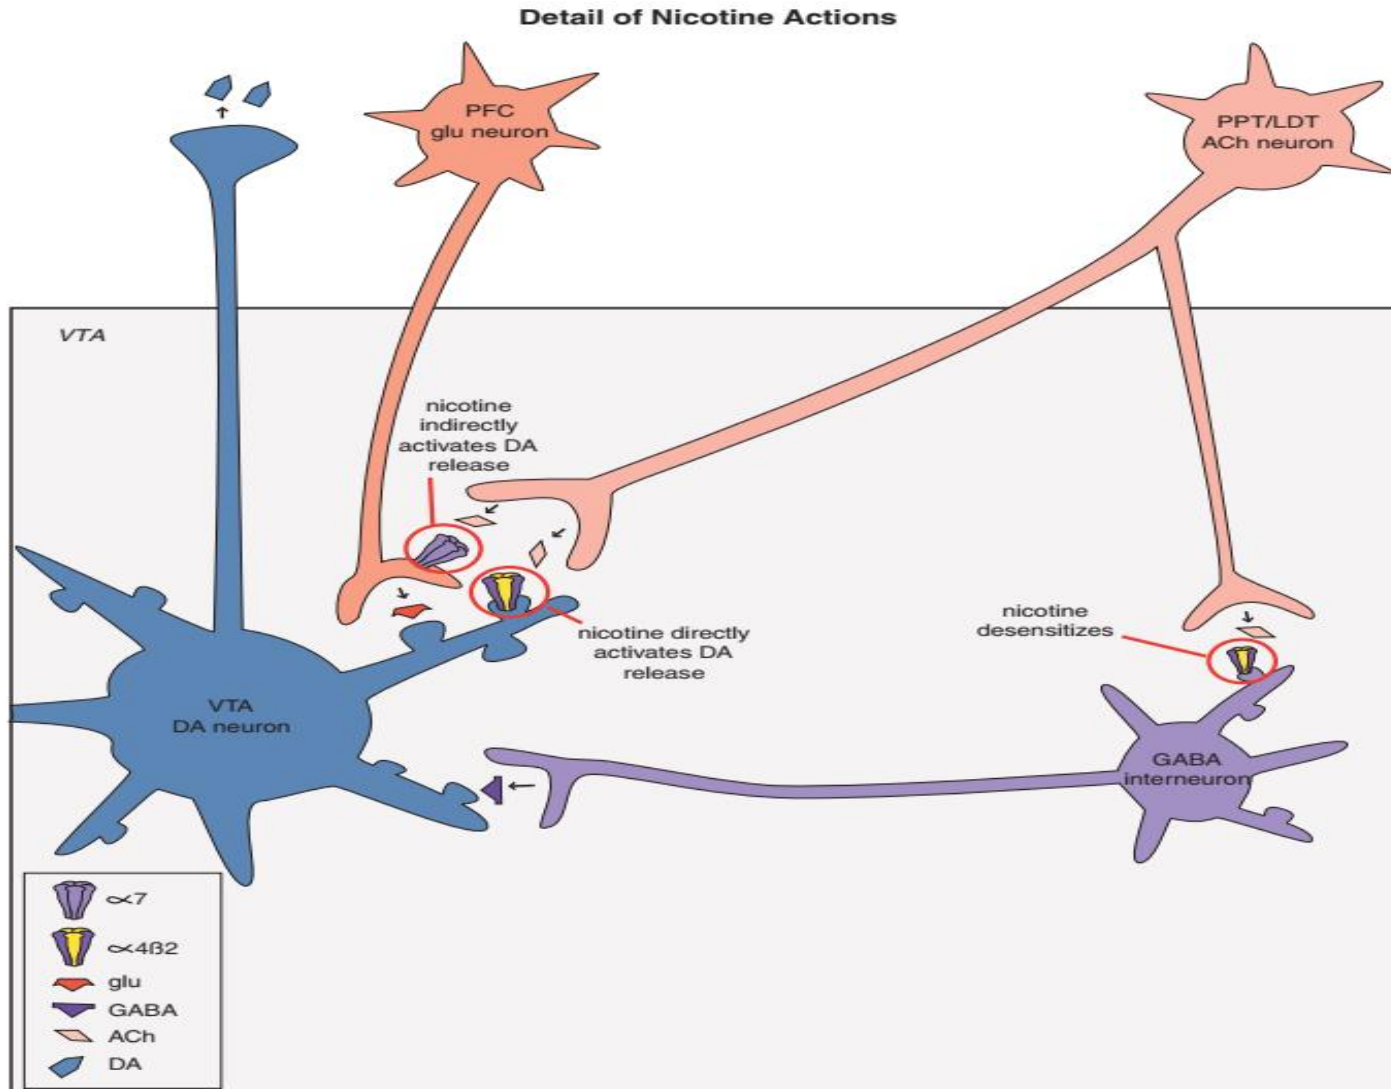 Detail of Nicotine Actions
PFC
glu neuron
PPT/LDT
ACh neuron
VTA
nicotine
indirectly
activates DA
release
nicotine directly
activates DA
release
nicotine
desensitizes
VTA
DA neuron
GABA
interneuron
∝7
∝4ß2
glu
GABA
ACh
DA